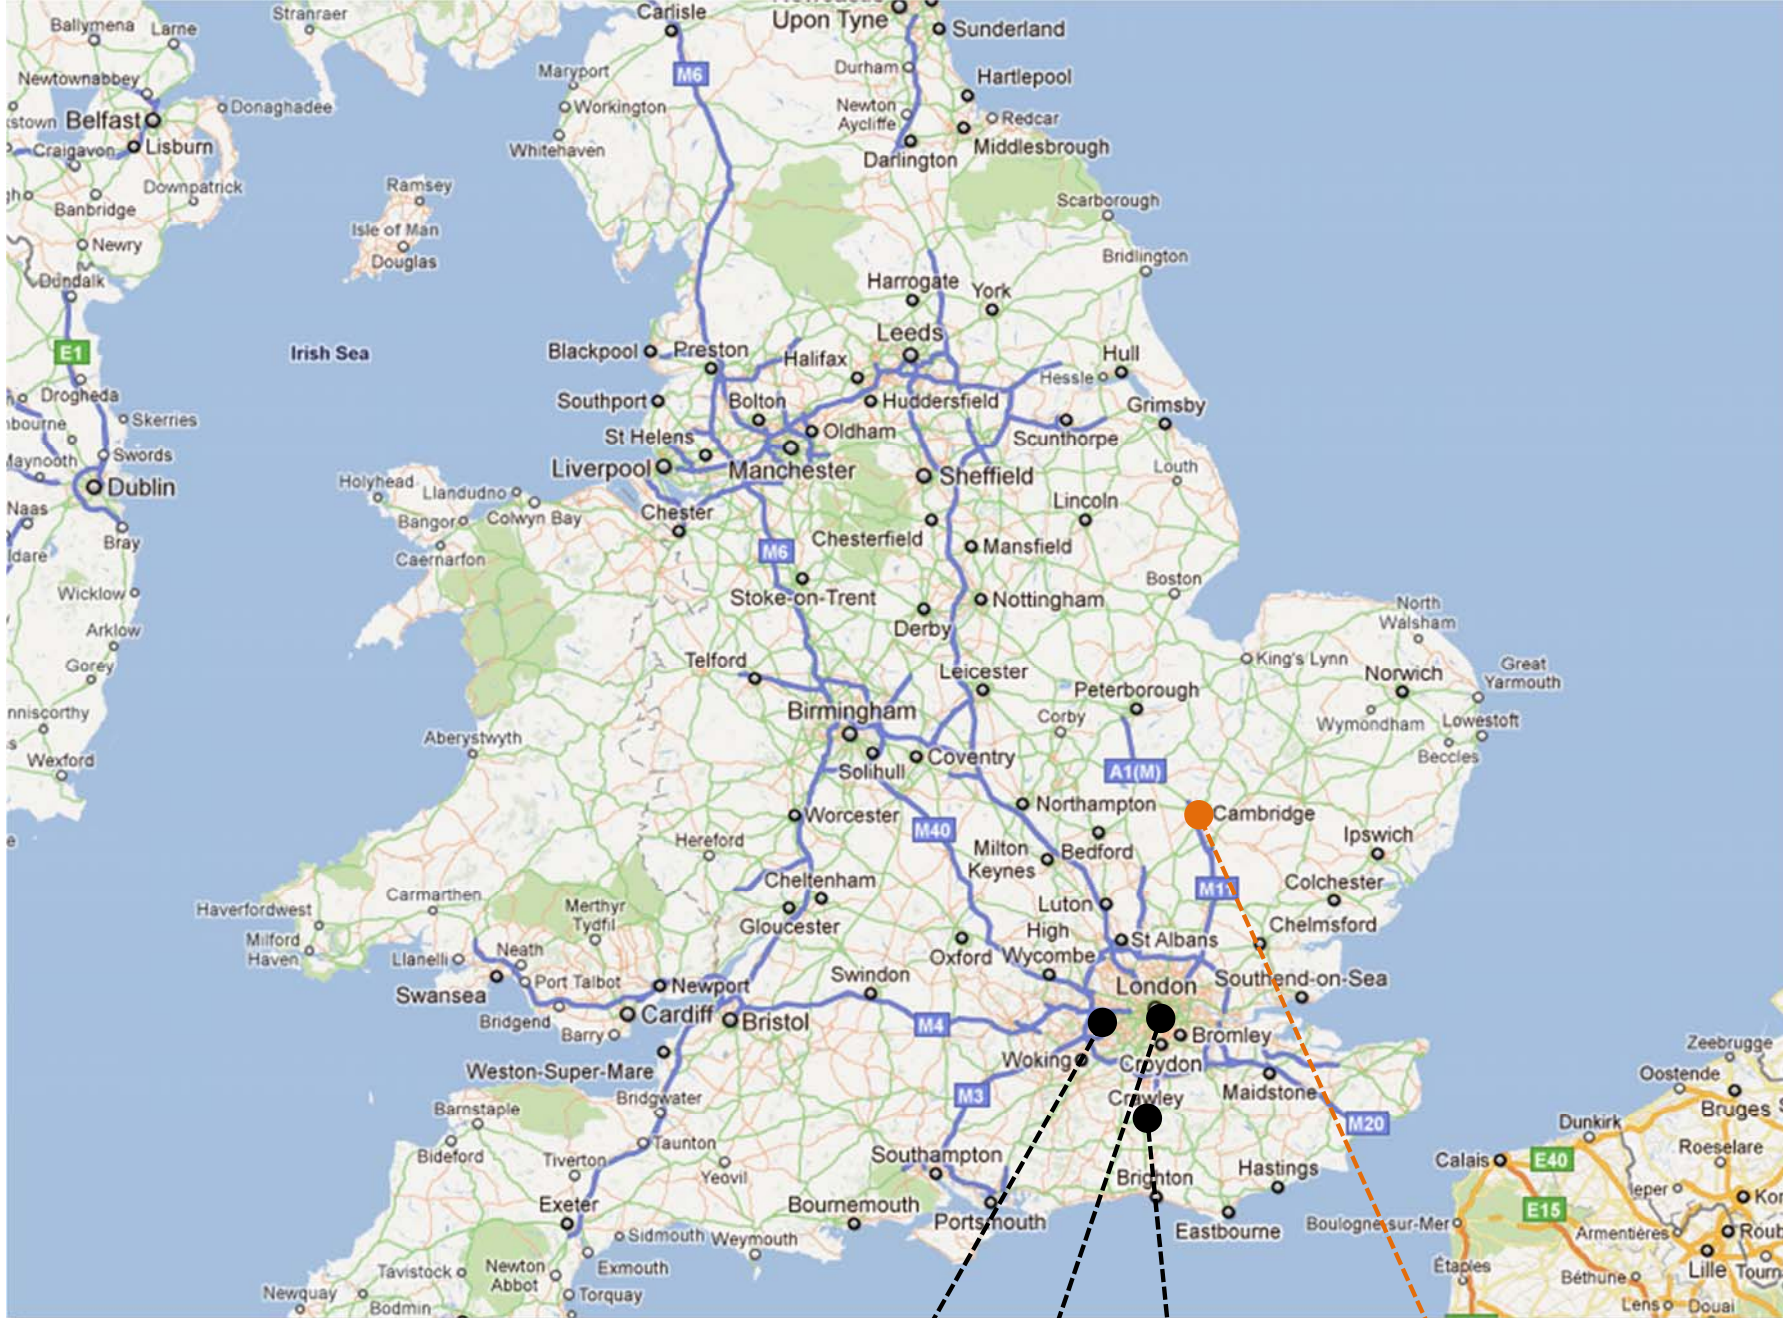 Stranraer
Carlisle
Upon Tyne
Sunderland
Ballymena
Larne
Maryport
Durham
Hartlepool
Newtownabbey
Donaghadee
M6
Workington
Newton
Aycliffe
Redcar
Belfast
Lisburn
Craigavon
Whitehaven
Darlington
Middlesbrough
Downpatrick
Ramsey
Banbridge
Scarborough
Isle of Man
Newry
Douglas
Bridlington
Dundalk
Harrogate
York
Leeds
E1
Irish Sea
Blackpool
Preston
Halifax
Hull
Hessle
Drogheda
Southport
Bolton
Huddersfield
Grimsby
Skerries
St Helens
Oldham
Scunthorpe
Maynooth
Swords
Liverpool
Manchester
Sheffield
Louth
Dublin
Holyhead
Llandudno
Naas
Bangor
Colwyn Bay
Chester
Lincoln
Bray
Caernarfon
M6
Chesterfield
Mansfield
Wicklow
Stoke-on-Trent
Nottingham
Boston
North
Walsham
Arklow
Derby
Gorey
Telford
Leicester
King's Lynn
Norwich
Great
Yarmouth
Peterborough
Birmingham
Corby
Wymondham
Lowestoft
Aberystwyth
Beccles
Wexford
Solihull
Coventry
A1(M)
Northampton
Cambridge
Worcester
M40
Ipswich
Hereford
Milton
Keynes
Bedford
Cheltenham
M11
Colchester
Carmarthen
Haverfordwest
Merthyr
Tydfil
Luton
Chelmsford
Gloucester
High
Wycombe
Milford
Haven
Llanelli
Neath
Oxford
St Albans
Port Talbot
Newport
Swindon
London
Southend-on-Sea
Swansea
Bridgend
Cardiff
Bristol
M4
Barry
Bromley
Woking
Croydon
Weston-Super-Mare
Maidstone
Zeebrugge
Bridgwater
M3
Crawley
Oostende
Barnstaple
M20
Bruges
Dunkirk
Bideford
Taunton
Southampton
Roeselare
Tiverton
Yeovil
Brighton
Hastings
Calais
E40
Ieper
Exeter
Bournemouth
Portsmouth
Eastbourne
Boulogne-sur-Mer
E15
Armentières
Sidmouth
Weymouth
Tavistock
Newton
Abbot
Exmouth
Étaples
Béthune
Lille
Newquay
Bodmin
Torquay
Lens
Douai